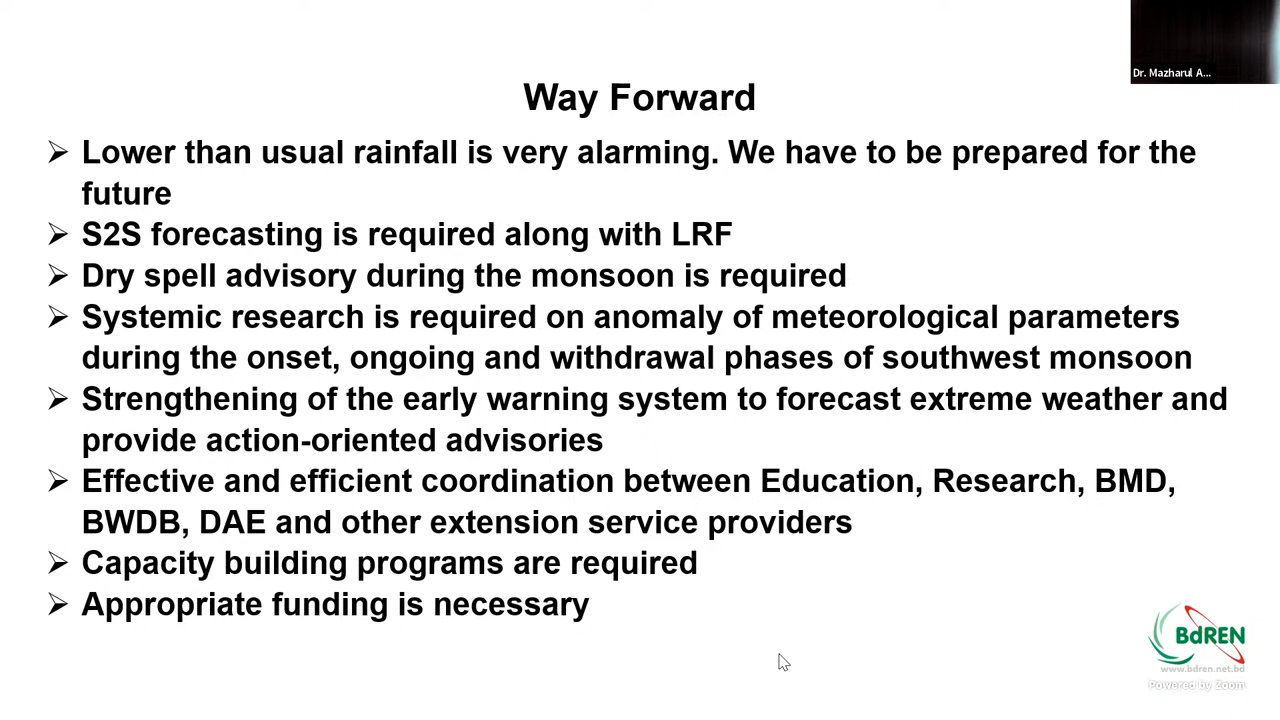 Dr. Mazharul A...
Way Forward
➢ Lower than usual rainfall is very alarming. We have to be prepared for the
future
➢ S2S forecasting is required along with LRF
➢ Dry spell advisory during the monsoon is required
➢ Systemic research is required on anomaly of meteorological parameters
during the onset, ongoing and withdrawal phases of southwest monsoon
➢ Strengthening of the early warning system to forecast extreme weather and
provide action-oriented advisories
➢ Effective and efficient coordination between Education, Research, BMD,
BWDB, DAE and other extension service providers
➢ Capacity building programs are required
➢ Appropriate funding is necessary
BdREN
www.bdren.net.bd
Powered by Zoom